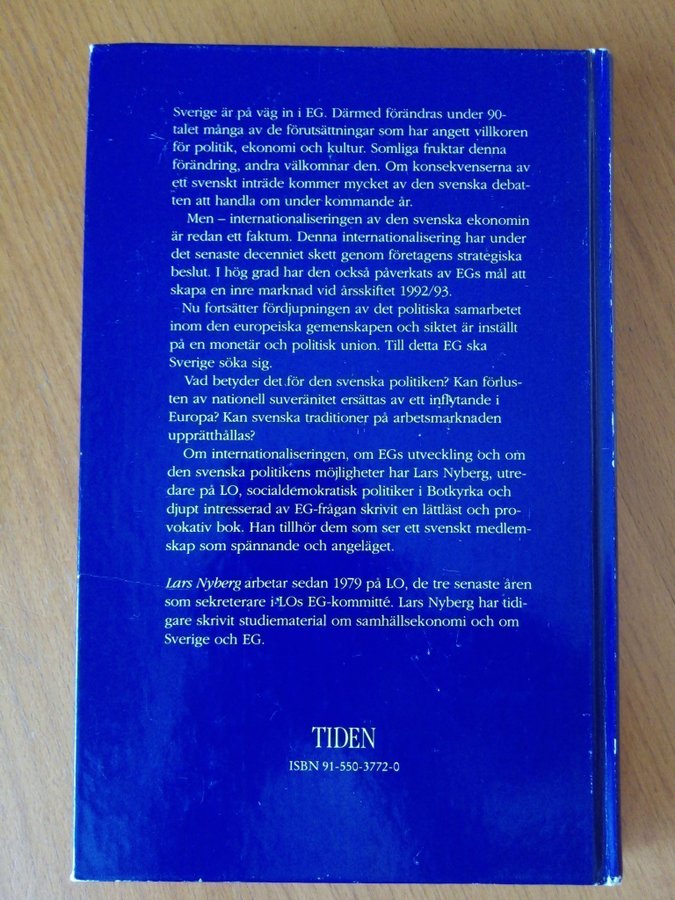 Sverige är på väg in i EG. Därmed förändras under 90-
talet många av de förutsättningar som har angett villkoren
för politik, ekonomi och kultur. Somliga fruktar denna
förändring, andra välkomnar den. Om konsekvenserna av
ett svenskt inträde kommer mycket av den svenska debat-
ten att handla om under kommande år.
Men – internationaliseringen av den svenska ekonomin
är redan ett faktum. Denna internationalisering har under
det senaste decenniet skett genom företagens strategiska
beslut. I hög grad har den också påverkats av EGs mål att
skapa en inre marknad vid årsskiftet 1992/93.
Nu fortsätter fördjupningen av det politiska samarbetet
inom den europeiska gemenskapen och siktet är inställt
på en monetär och politisk union. Till detta EG ska
Sverige söka sig.
Vad betyder det för den svenska politiken? Kan förlus-
ten av nationell suveränitet ersättas av ett inflytande i
Europa? Kan svenska traditioner på arbetsmarknaden
upprätthållas?
Om internationaliseringen, om EGs utveckling och om
den svenska politikens möjligheter har Lars Nyberg, utre-
dare på LO, socialdemokratisk politiker i Botkyrka och
djupt intresserad av EG-frågan skrivit en lättläst och pro-
vokativ bok. Han tillhör dem som ser ett svenskt medlem-
skap som spännande och angeläget.
Lars Nyberg arbetar sedan 1979 på LO, de tre senaste åren
som sekreterare i LOs EG-kommitté. Lars Nyberg har tidi-
gare skrivit studiematerial om samhällsekonomi och om
Sverige och EG.
TIDEN
ISBN 91-550-3772-0